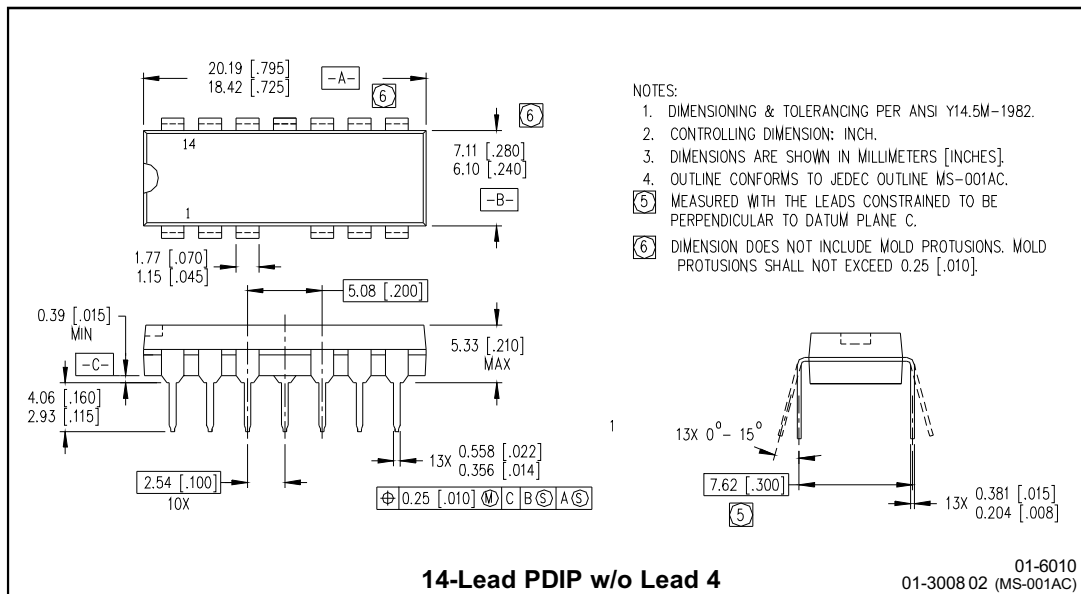 20.19 [.795]
18.42 [.725]
-A-
6
6
14
1
7.11 [.280]
6.10 [.240]
-B-
1.77 [.070]
1.15 [.045]
5.08 [.200]
0.39 [.015]
MIN
-C-
5.33 [.210]
MAX
4.06 [.160]
2.93 [.115]
13X 0.558 [.022]
0.356 [.014]
2.54 [.100]
10X
⌖ 0.25 [.010] Ⓜ C B Ⓢ A Ⓢ
NOTES:
1. DIMENSIONING & TOLERANCING PER ANSI Y14.5M-1982.
2. CONTROLLING DIMENSION: INCH.
3. DIMENSIONS ARE SHOWN IN MILLIMETERS [INCHES].
4. OUTLINE CONFORMS TO JEDEC OUTLINE MS-001AC.
5 MEASURED WITH THE LEADS CONSTRAINED TO BE
PERPENDICULAR TO DATUM PLANE C.
6 DIMENSION DOES NOT INCLUDE MOLD PROTUSIONS. MOLD
PROTUSIONS SHALL NOT EXCEED 0.25 [.010].
1
13X 0°- 15°
7.62 [.300]
5
13X 0.381 [.015]
0.204 [.008]
14-Lead PDIP w/o Lead 4
01-6010
01-3008 02 (MS-001AC)